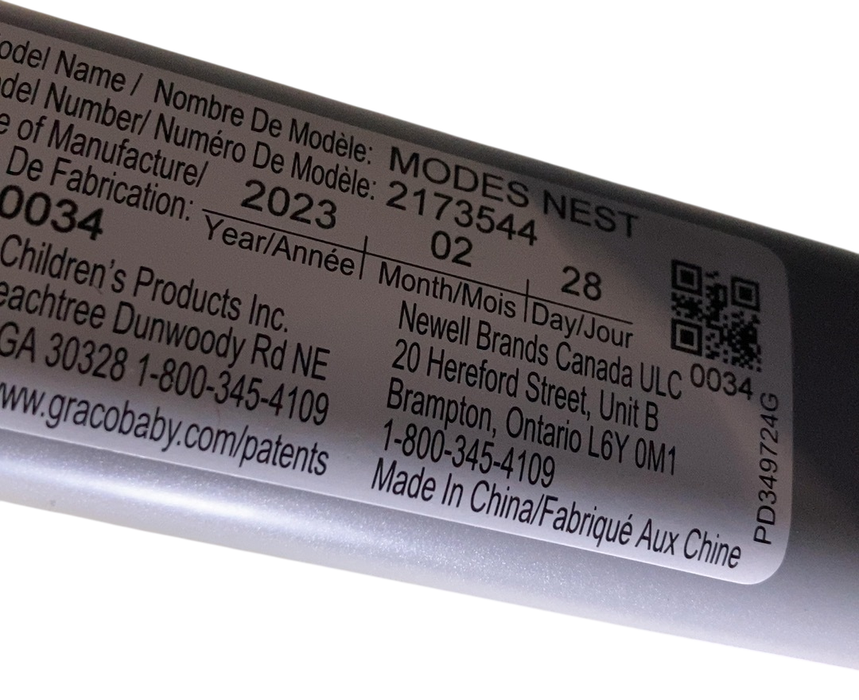 odel Name / Nombre De Modèle: MODES NEST
del Number/ Numéro De Modèle: 2173544
e of Manufacture/
De Fabrication: 2023 02 28
Year/Année Month/Mois Day/Jour
0034
Children's Products Inc.
eachtree Dunwoody Rd NE
GA 30328 1-800-345-4109
ww.gracobaby.com/patents
Newell Brands Canada ULC
20 Hereford Street, Unit B
Brampton, Ontario L6Y 0M1
1-800-345-4109
Made In China/Fabriqué Aux Chine
0034
PD349724G